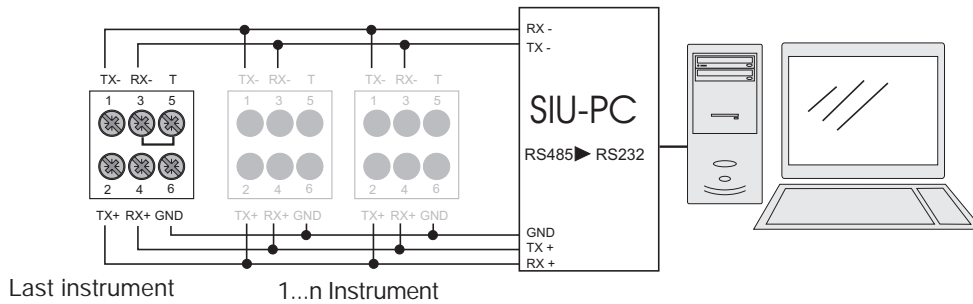 RX -
TX -
TX- RX- T
TX- RX- T
TX- RX- T
1 3 5
1 3 5
1 3 5
SIU-PC
RS485▶ RS232
2 4 6
2 4 6
2 4 6
TX+ RX+ GND
TX+ RX+ GND
TX+ RX+ GND
GND
TX +
RX +
Last instrument
1...n Instrument